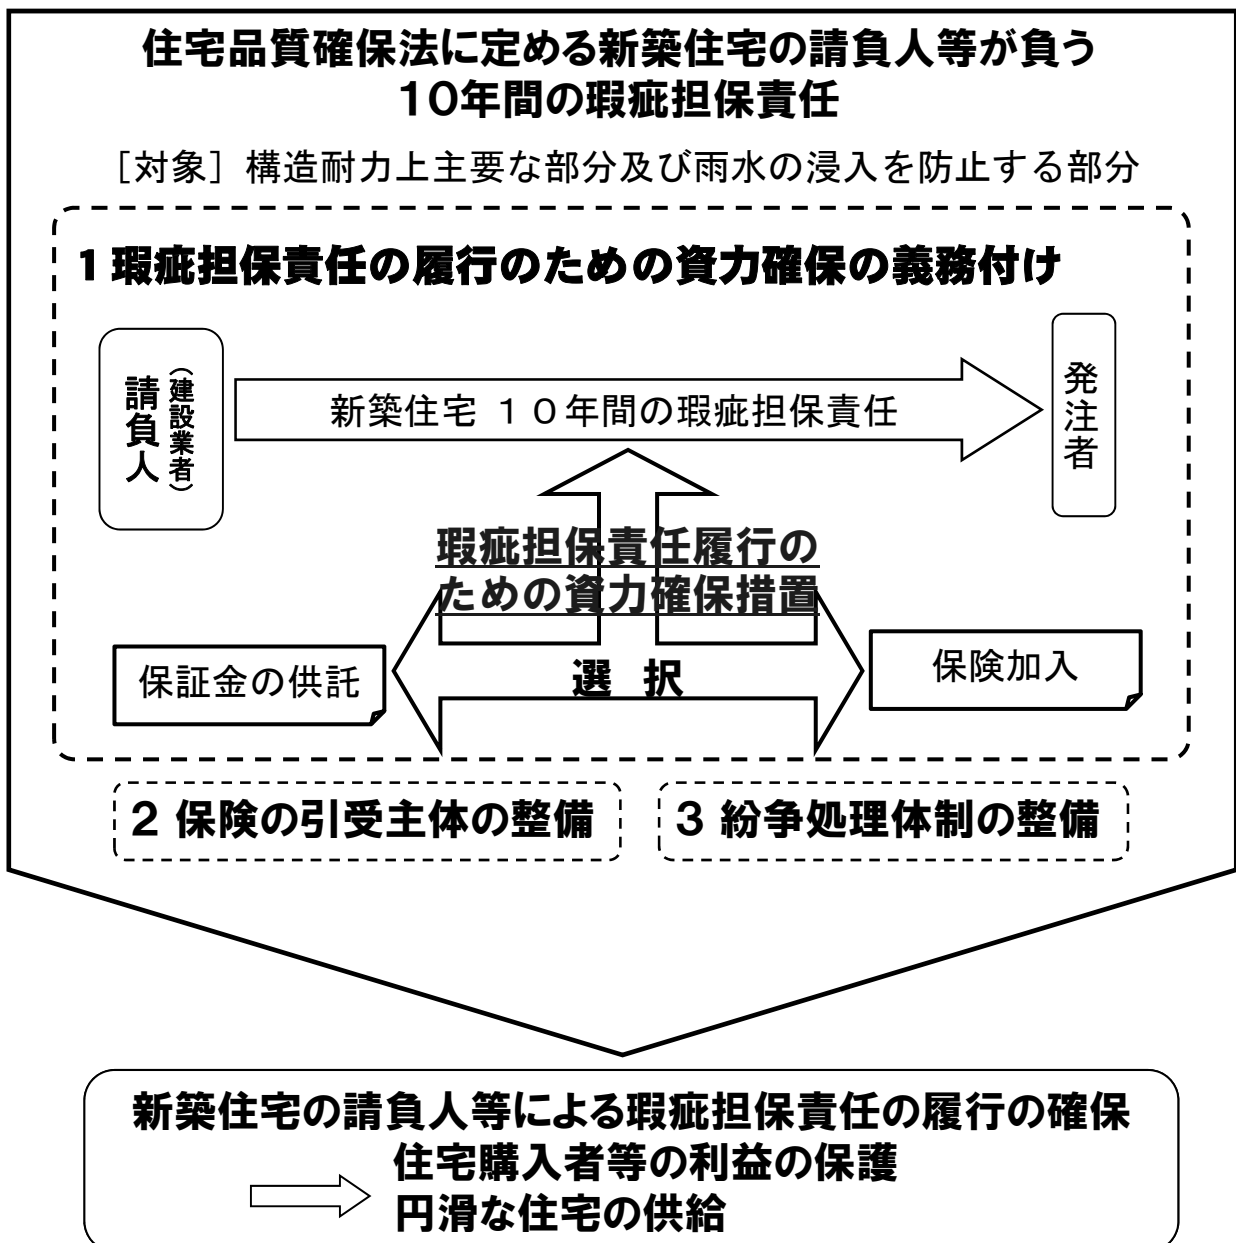 住宅品質確保法に定める新築住宅の請負人等が負う
10年間の瑕疵担保責任
［対象］構造耐力上主要な部分及び雨水の浸入を防止する部分
1 瑕疵担保責任の履行のための資力確保の義務付け
（建設業者）
請負人
新築住宅 １０年間の瑕疵担保責任
発注者
瑕疵担保責任履行の
ための資力確保措置
保証金の供託
選 択
保険加入
2 保険の引受主体の整備
3 紛争処理体制の整備
新築住宅の請負人等による瑕疵担保責任の履行の確保
住宅購入者等の利益の保護
円滑な住宅の供給